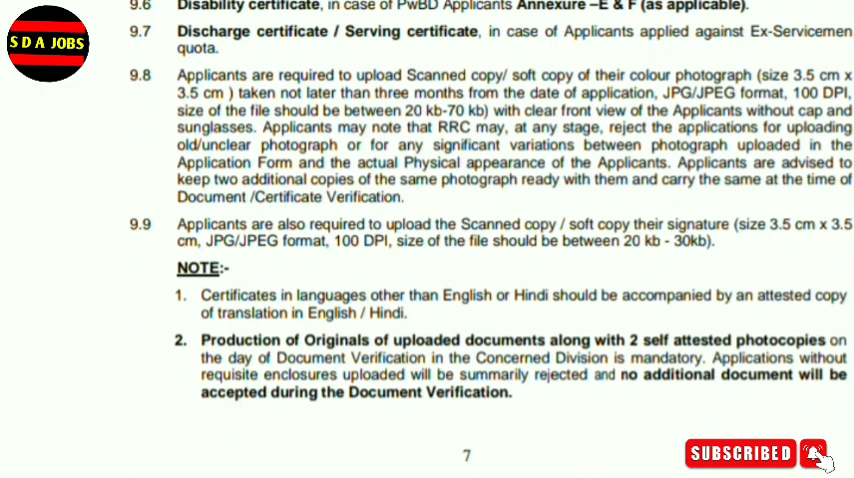 9.6 Disability certificate, in case of PwBD Applicants Annexure –E & F (as applicable).
S D A JOBS
9.7 Discharge certificate / Serving certificate, in case of Applicants applied against Ex-Servicemen
quota.
9.8 Applicants are required to upload Scanned copy/ soft copy of their colour photograph (size 3.5 cm x
3.5 cm ) taken not later than three months from the date of application, JPG/JPEG format, 100 DPI,
size of the file should be between 20 kb-70 kb) with clear front view of the Applicants without cap and
sunglasses. Applicants may note that RRC may, at any stage, reject the applications for uploading
old/unclear photograph or for any significant variations between photograph uploaded in the
Application Form and the actual Physical appearance of the Applicants. Applicants are advised to
keep two additional copies of the same photograph ready with them and carry the same at the time of
Document /Certificate Verification.
9.9 Applicants are also required to upload the Scanned copy / soft copy their signature (size 3.5 cm x 3.5
cm, JPG/JPEG format, 100 DPI, size of the file should be between 20 kb - 30kb).
NOTE:-
1. Certificates in languages other than English or Hindi should be accompanied by an attested copy
of translation in English / Hindi.
2. Production of Originals of uploaded documents along with 2 self attested photocopies on
the day of Document Verification in the Concerned Division is mandatory. Applications without
requisite enclosures uploaded will be summarily rejected and no additional document will be
accepted during the Document Verification.
7
SUBSCRIBED